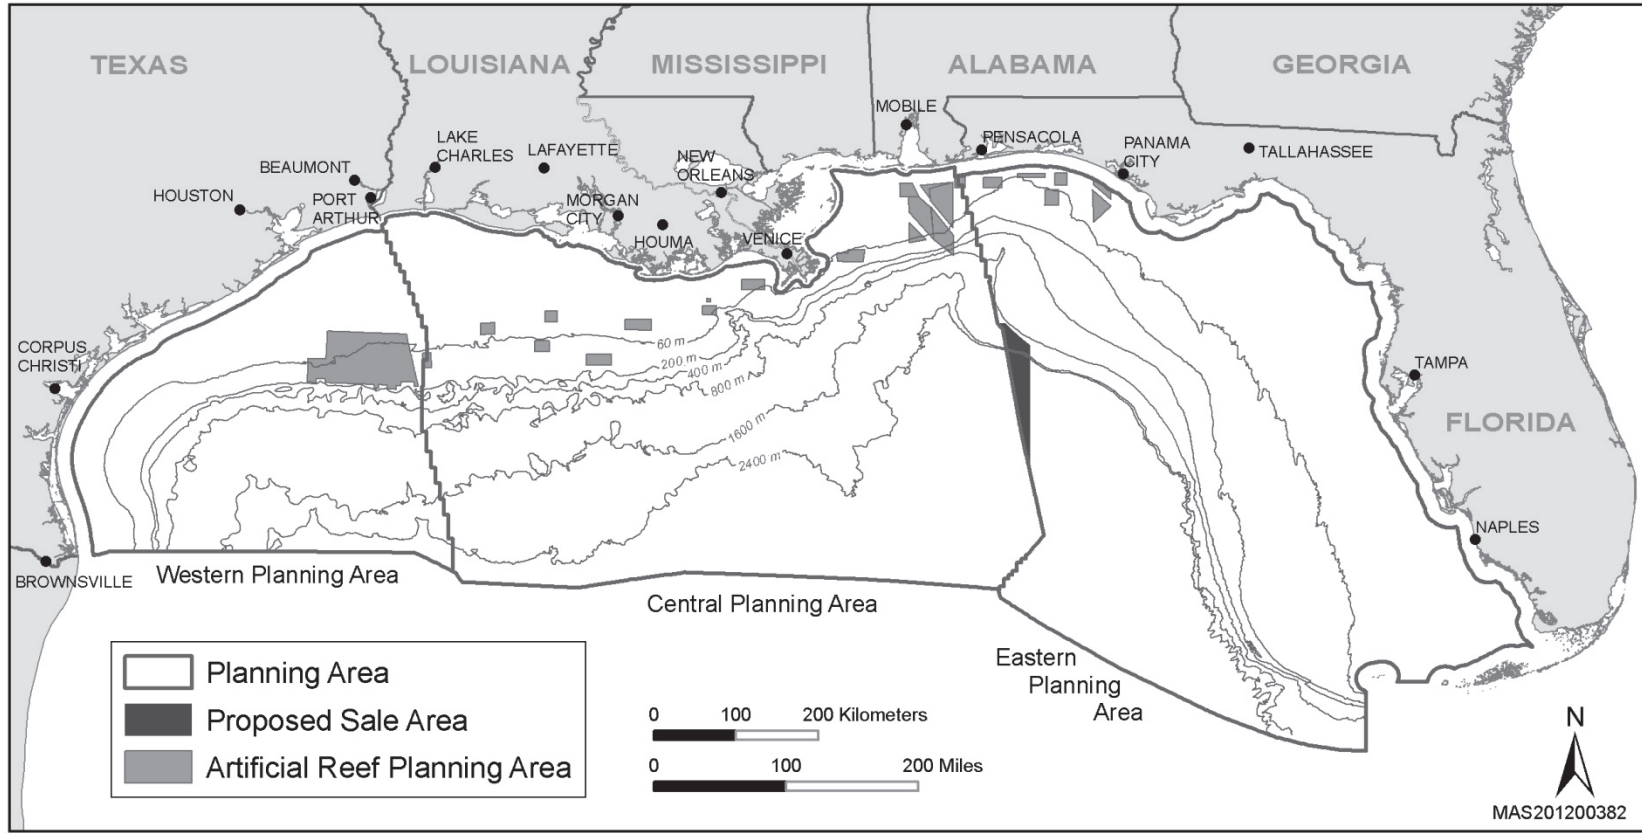 TEXAS
LOUISIANA
MISSISSIPPI
ALABAMA
GEORGIA
MOBILE
PENSACOLA
PANAMA
CITY
TALLAHASSEE
LAKE
CHARLES
LAFAYETTE
NEW
ORLEANS
BEAUMONT
HOUSTON
PORT
ARTHUR
MORGAN
CITY
HOUMA
VENICE
CORPUS
CHRISTI
60 m
200 m
400 m
800 m
1600 m
2400 m
TAMPA
FLORIDA
NAPLES
BROWNSVILLE
Western Planning Area
Central Planning Area
Eastern
Planning
Area
Planning Area
Proposed Sale Area
Artificial Reef Planning Area
0 100 200 Kilometers
0 100 200 Miles
N
MAS201200382